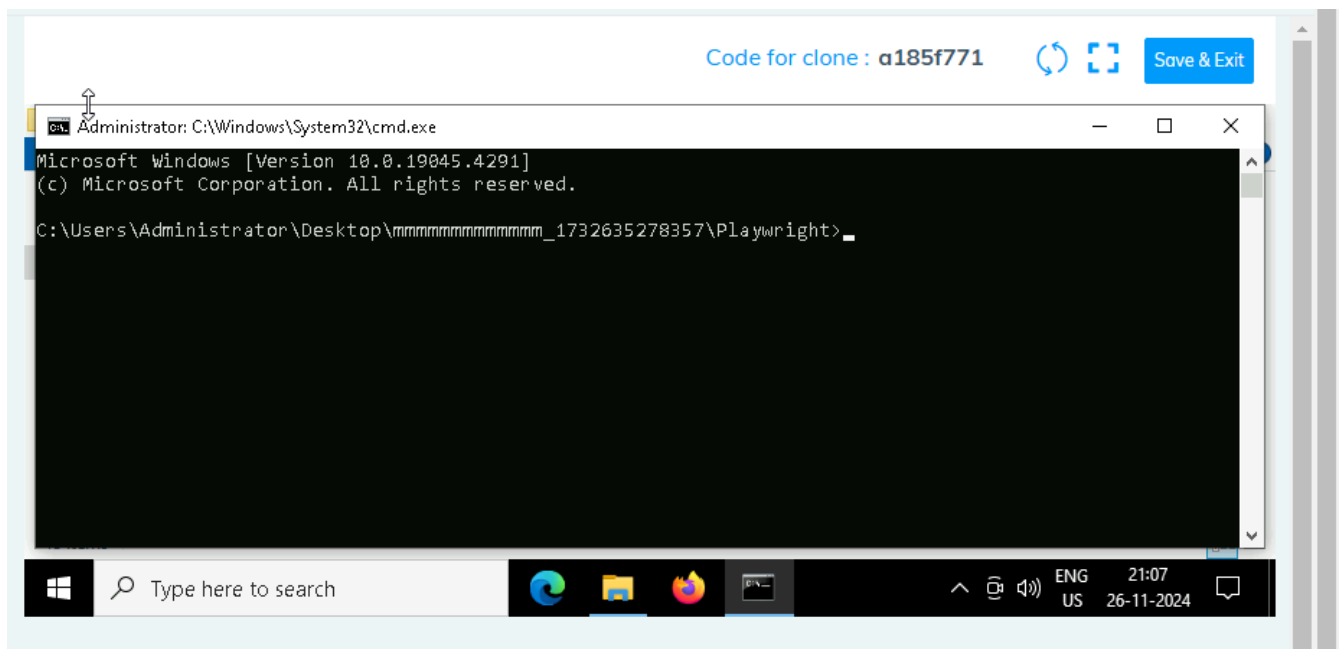 Code for clone : a185f771
Save & Exit
Administrator: C:\Windows\System32\cmd.exe
Microsoft Windows [Version 10.0.19045.4291]
(c) Microsoft Corporation. All rights reserved.
C:\Users\Administrator\Desktop\mmmmmmmmmmmmm_1732635278357\Playwright>
Type here to search
ENG
US
21:07
26-11-2024